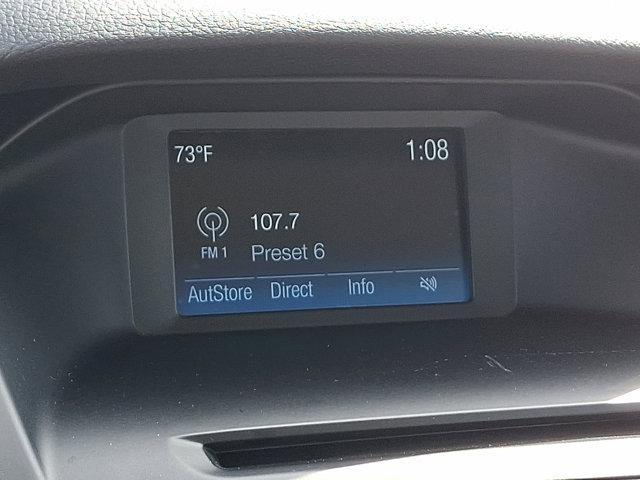 73°F 1:08
107.7
FM 1 Preset 6
AutStore Direct Info